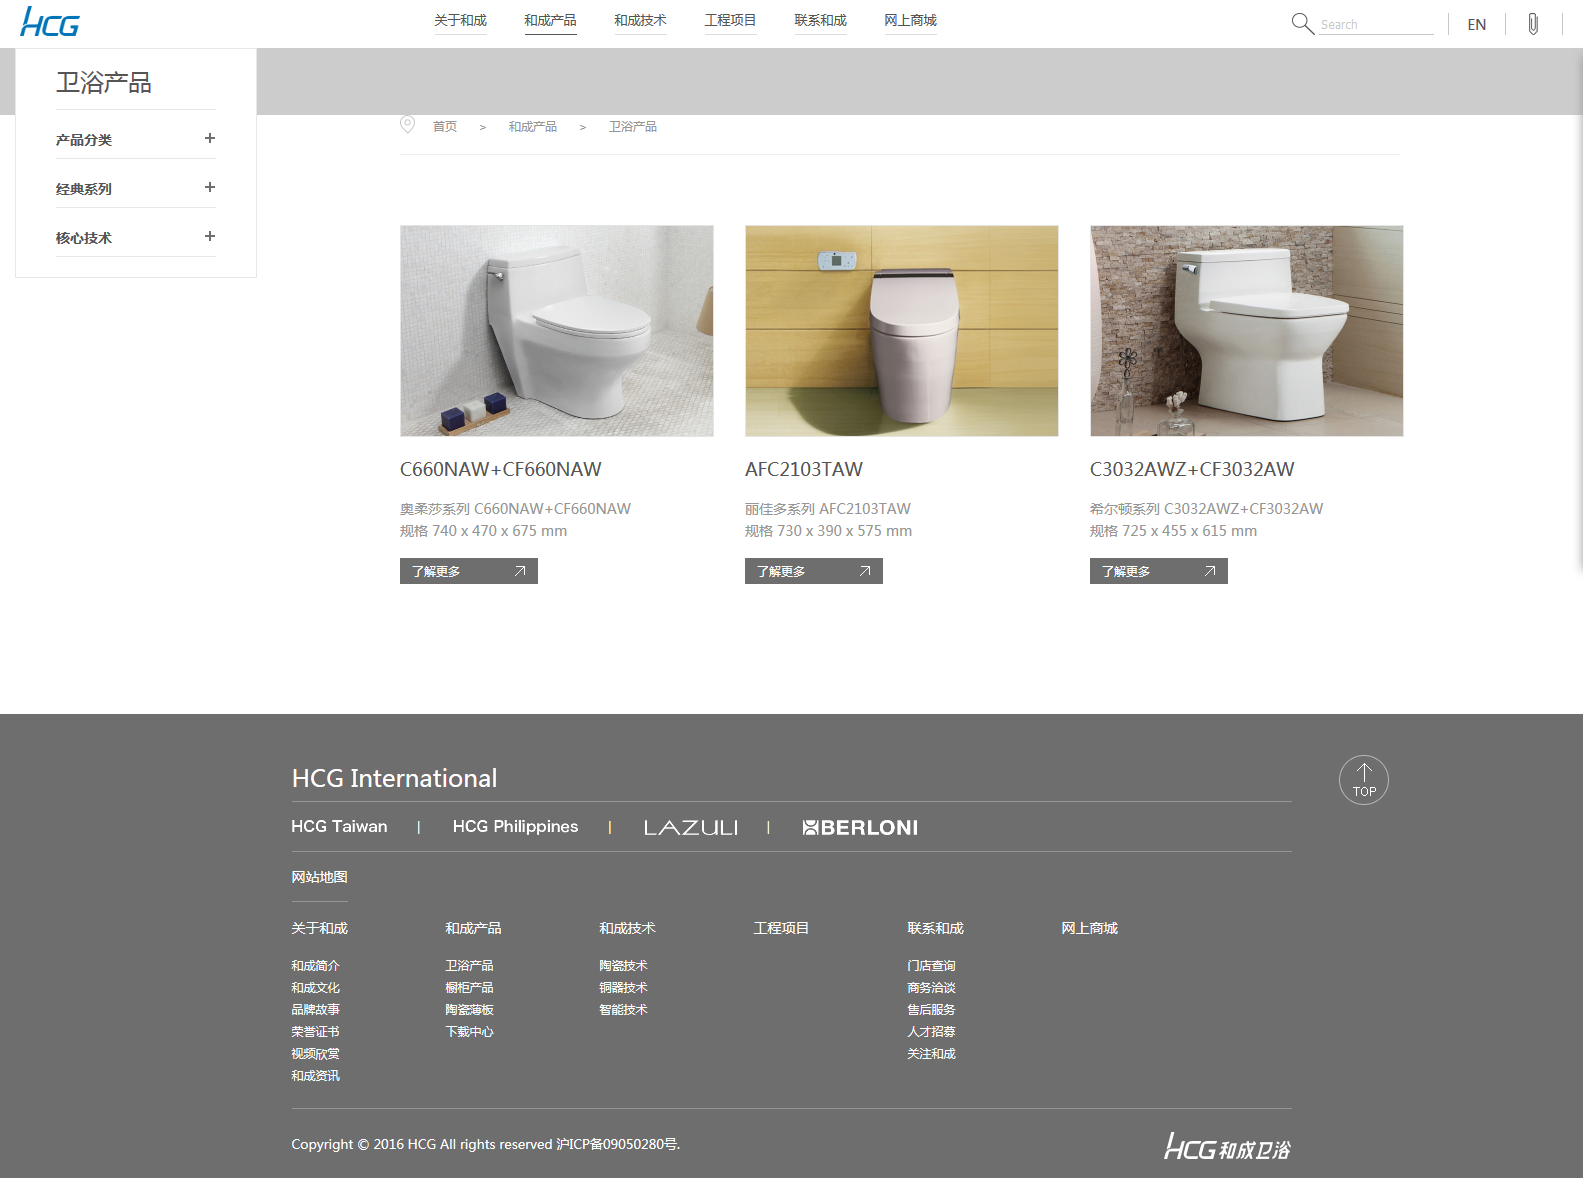 HCG
关于和成
和成产品
和成技术
工程项目
联系和成
网上商城
Search
EN
卫浴产品
产品分类 +
经典系列 +
核心技术 +
首页 > 和成产品 > 卫浴产品
C660NAW+CF660NAW
奥柔莎系列 C660NAW+CF660NAW
规格 740 x 470 x 675 mm
了解更多
AFC2103TAW
丽佳多系列 AFC2103TAW
规格 730 x 390 x 575 mm
了解更多
C3032AWZ+CF3032AW
希尔顿系列 C3032AWZ+CF3032AW
规格 725 x 455 x 615 mm
了解更多
HCG International
TOP
HCG Taiwan | HCG Philippines | LAZULI | BERLONI
网站地图
关于和成
和成简介
和成文化
品牌故事
荣誉证书
视频欣赏
和成资讯
和成产品
卫浴产品
橱柜产品
陶瓷薄板
下载中心
和成技术
陶瓷技术
铜器技术
智能技术
工程项目
联系和成
门店查询
商务洽谈
售后服务
人才招募
关注和成
网上商城
Copyright © 2016 HCG All rights reserved 沪ICP备09050280号.
HCG和成卫浴